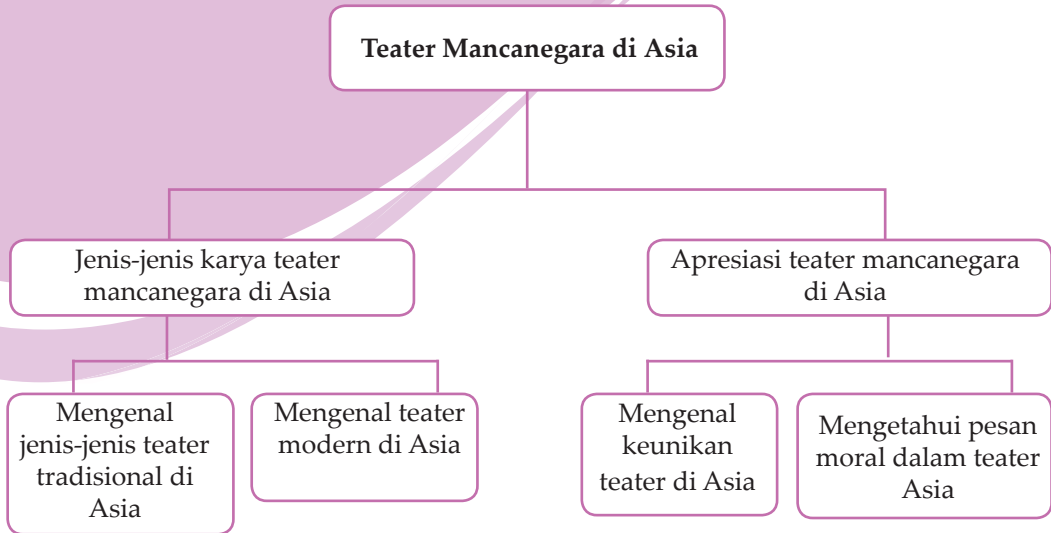 Teater Mancanegara di Asia
Jenis-jenis karya teater
mancanegara di Asia
Apresiasi teater mancanegara
di Asia
Mengenal
jenis-jenis teater
tradisional di
Asia
Mengenal teater
modern di Asia
Mengenal
keunikan
teater di Asia
Mengetahui pesan
moral dalam teater
Asia